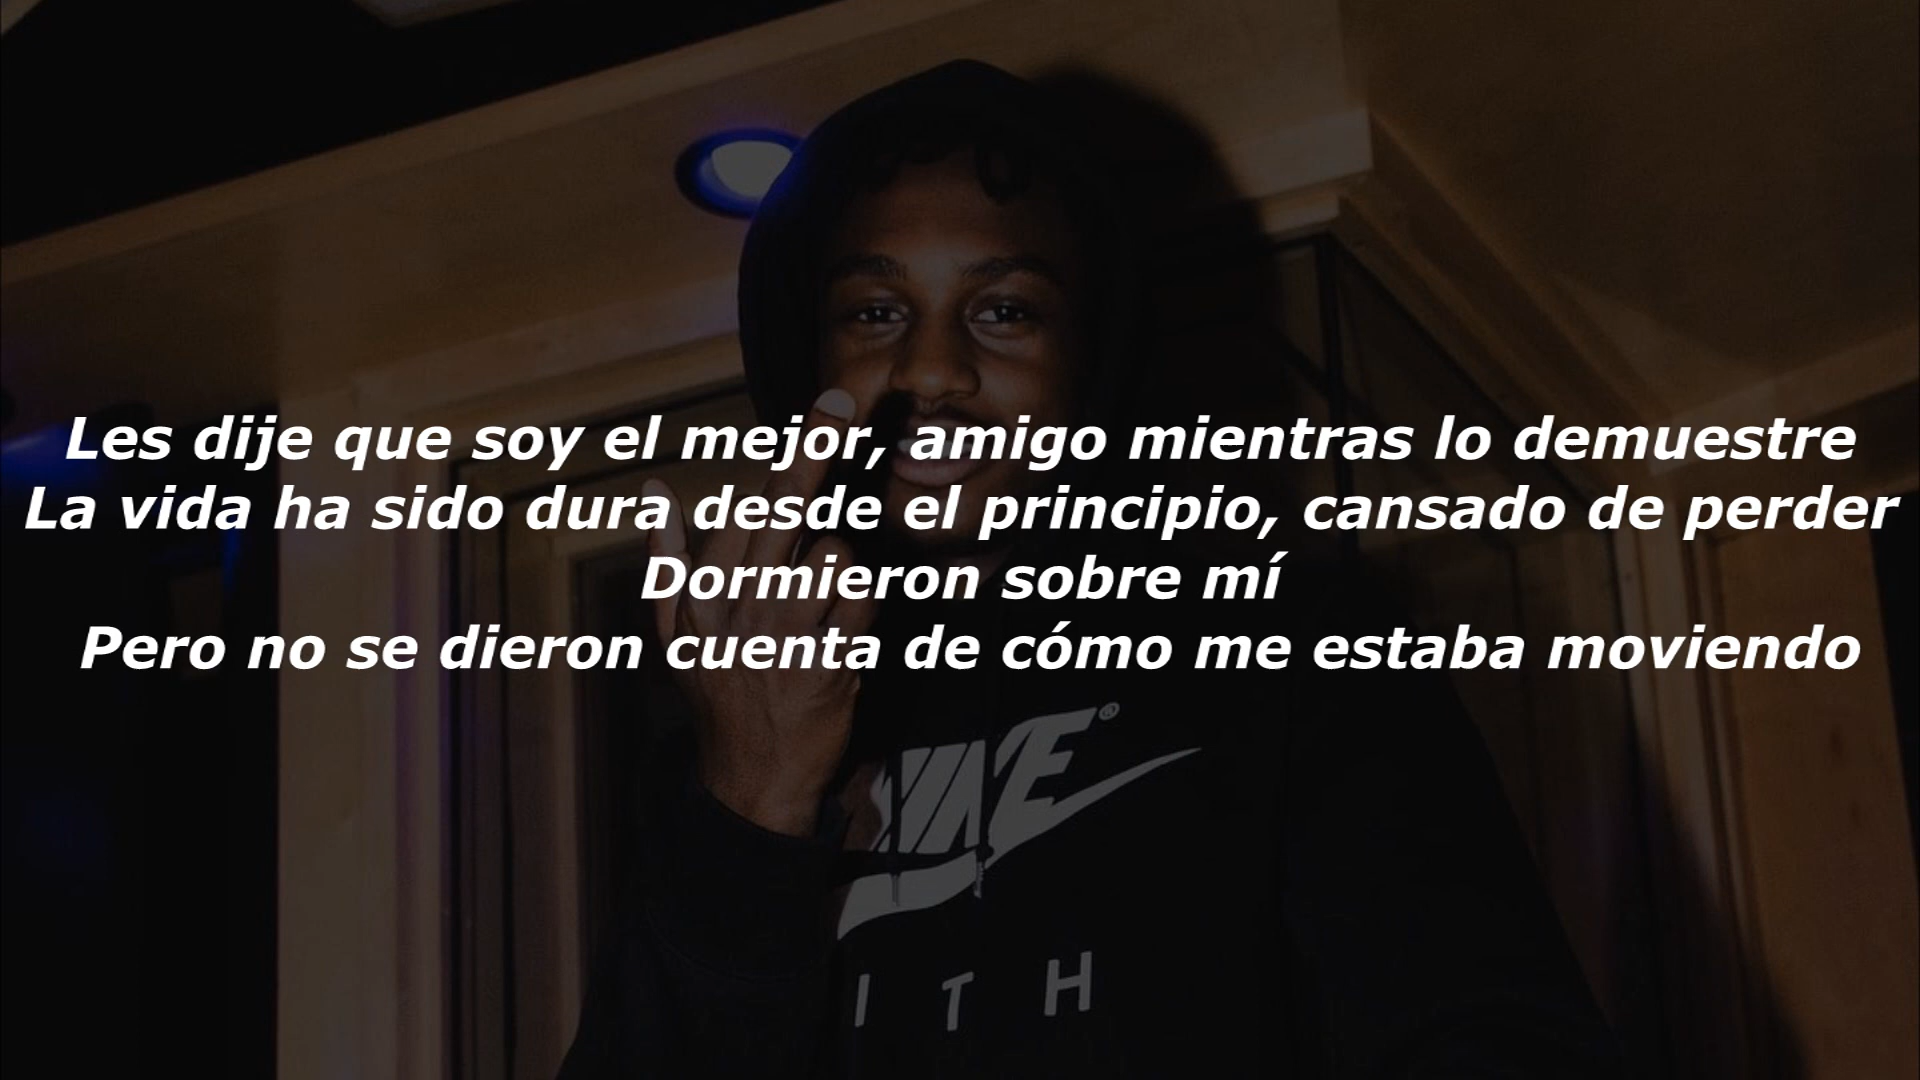 Les dije que soy el mejor, amigo mientras lo demuestre
La vida ha sido dura desde el principio, cansado de perder
Dormieron sobre mí
Pero no se dieron cuenta de cómo me estaba moviendo
®
ITH